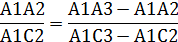 A1A2/A1C2 = (A1A3 − A1A2)/(A1C3 − A1C2)